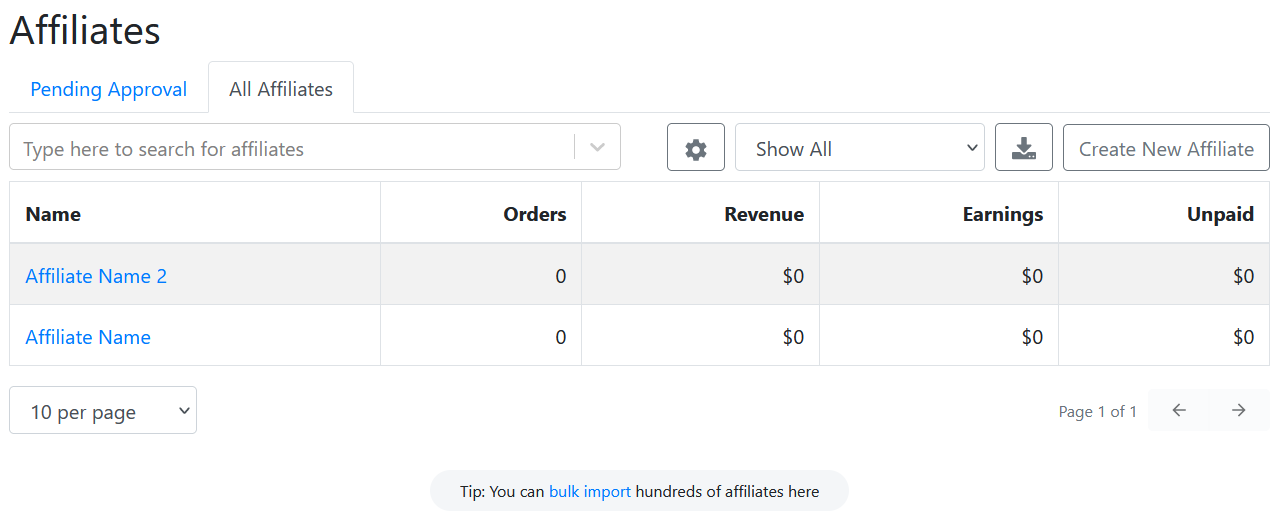 Affiliates
Pending Approval All Affiliates
Type here to search for affiliates Show All Create New Affiliate
Name Orders Revenue Earnings Unpaid
Affiliate Name 2 0 $0 $0 $0
Affiliate Name 0 $0 $0 $0
10 per page Page 1 of 1
Tip: You can bulk import hundreds of affiliates here